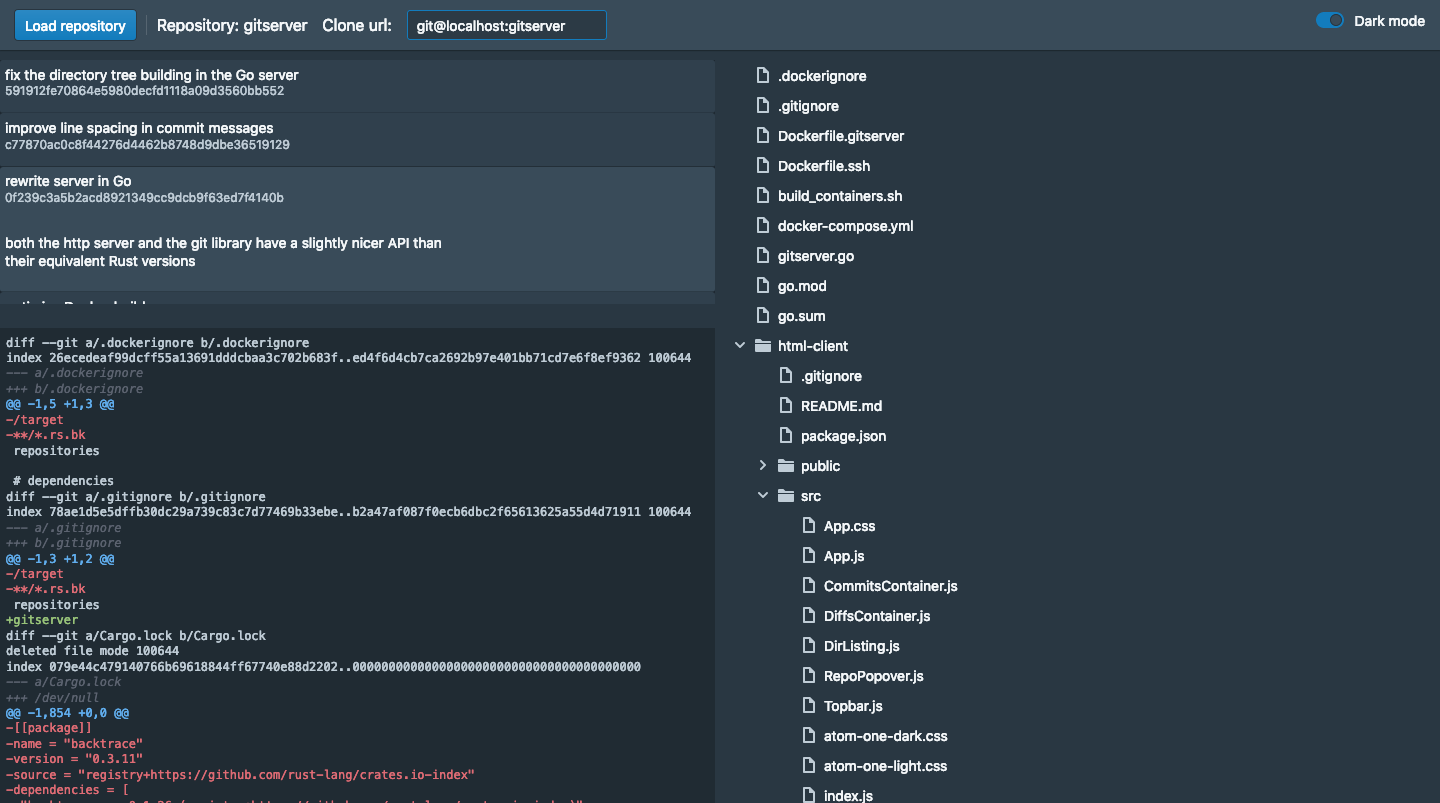 Load repository
Repository: gitserver
Clone url:
git@localhost:gitserver
Dark mode
fix the directory tree building in the Go server
591912fe70864e5980decfd1118a09d3560bb552
improve line spacing in commit messages
c77870ac0c8f44276d4462b8748d9dbe36519129
rewrite server in Go
0f239c3a5b2acd8921349cc9dcb9f63ed7f4140b
both the http server and the git library have a slightly nicer API than
their equivalent Rust versions
diff --git a/.dockerignore b/.dockerignore
index 26ecedeaf99dcff55a13691dddcbaa3c702b683f..ed4f6d4cb7ca2692b97e401bb71cd7e6f8ef9362 100644
--- a/.dockerignore
+++ b/.dockerignore
@@ -1,5 +1,3 @@
-/target
-**/*.rs.bk
 repositories
 # dependencies
diff --git a/.gitignore b/.gitignore
index 78ae1d5e5dffb30dc29a739c83c7d77469b33ebe..b2a47af087f0ecb6dbc2f65613625a55d4d71911 100644
--- a/.gitignore
+++ b/.gitignore
@@ -1,3 +1,2 @@
-/target
-**/*.rs.bk
 repositories
+gitserver
diff --git a/Cargo.lock b/Cargo.lock
deleted file mode 100644
index 079e44c479140766b69618844ff67740e88d2202..0000000000000000000000000000000000000000
--- a/Cargo.lock
+++ /dev/null
@@ -1,854 +0,0 @@
-[[package]]
-name = "backtrace"
-version = "0.3.11"
-source = "registry+https://github.com/rust-lang/crates.io-index"
-dependencies = [
.dockerignore
.gitignore
Dockerfile.gitserver
Dockerfile.ssh
build_containers.sh
docker-compose.yml
gitserver.go
go.mod
go.sum
html-client
.gitignore
README.md
package.json
public
src
App.css
App.js
CommitsContainer.js
DiffsContainer.js
DirListing.js
RepoPopover.js
Topbar.js
atom-one-dark.css
atom-one-light.css
index.js